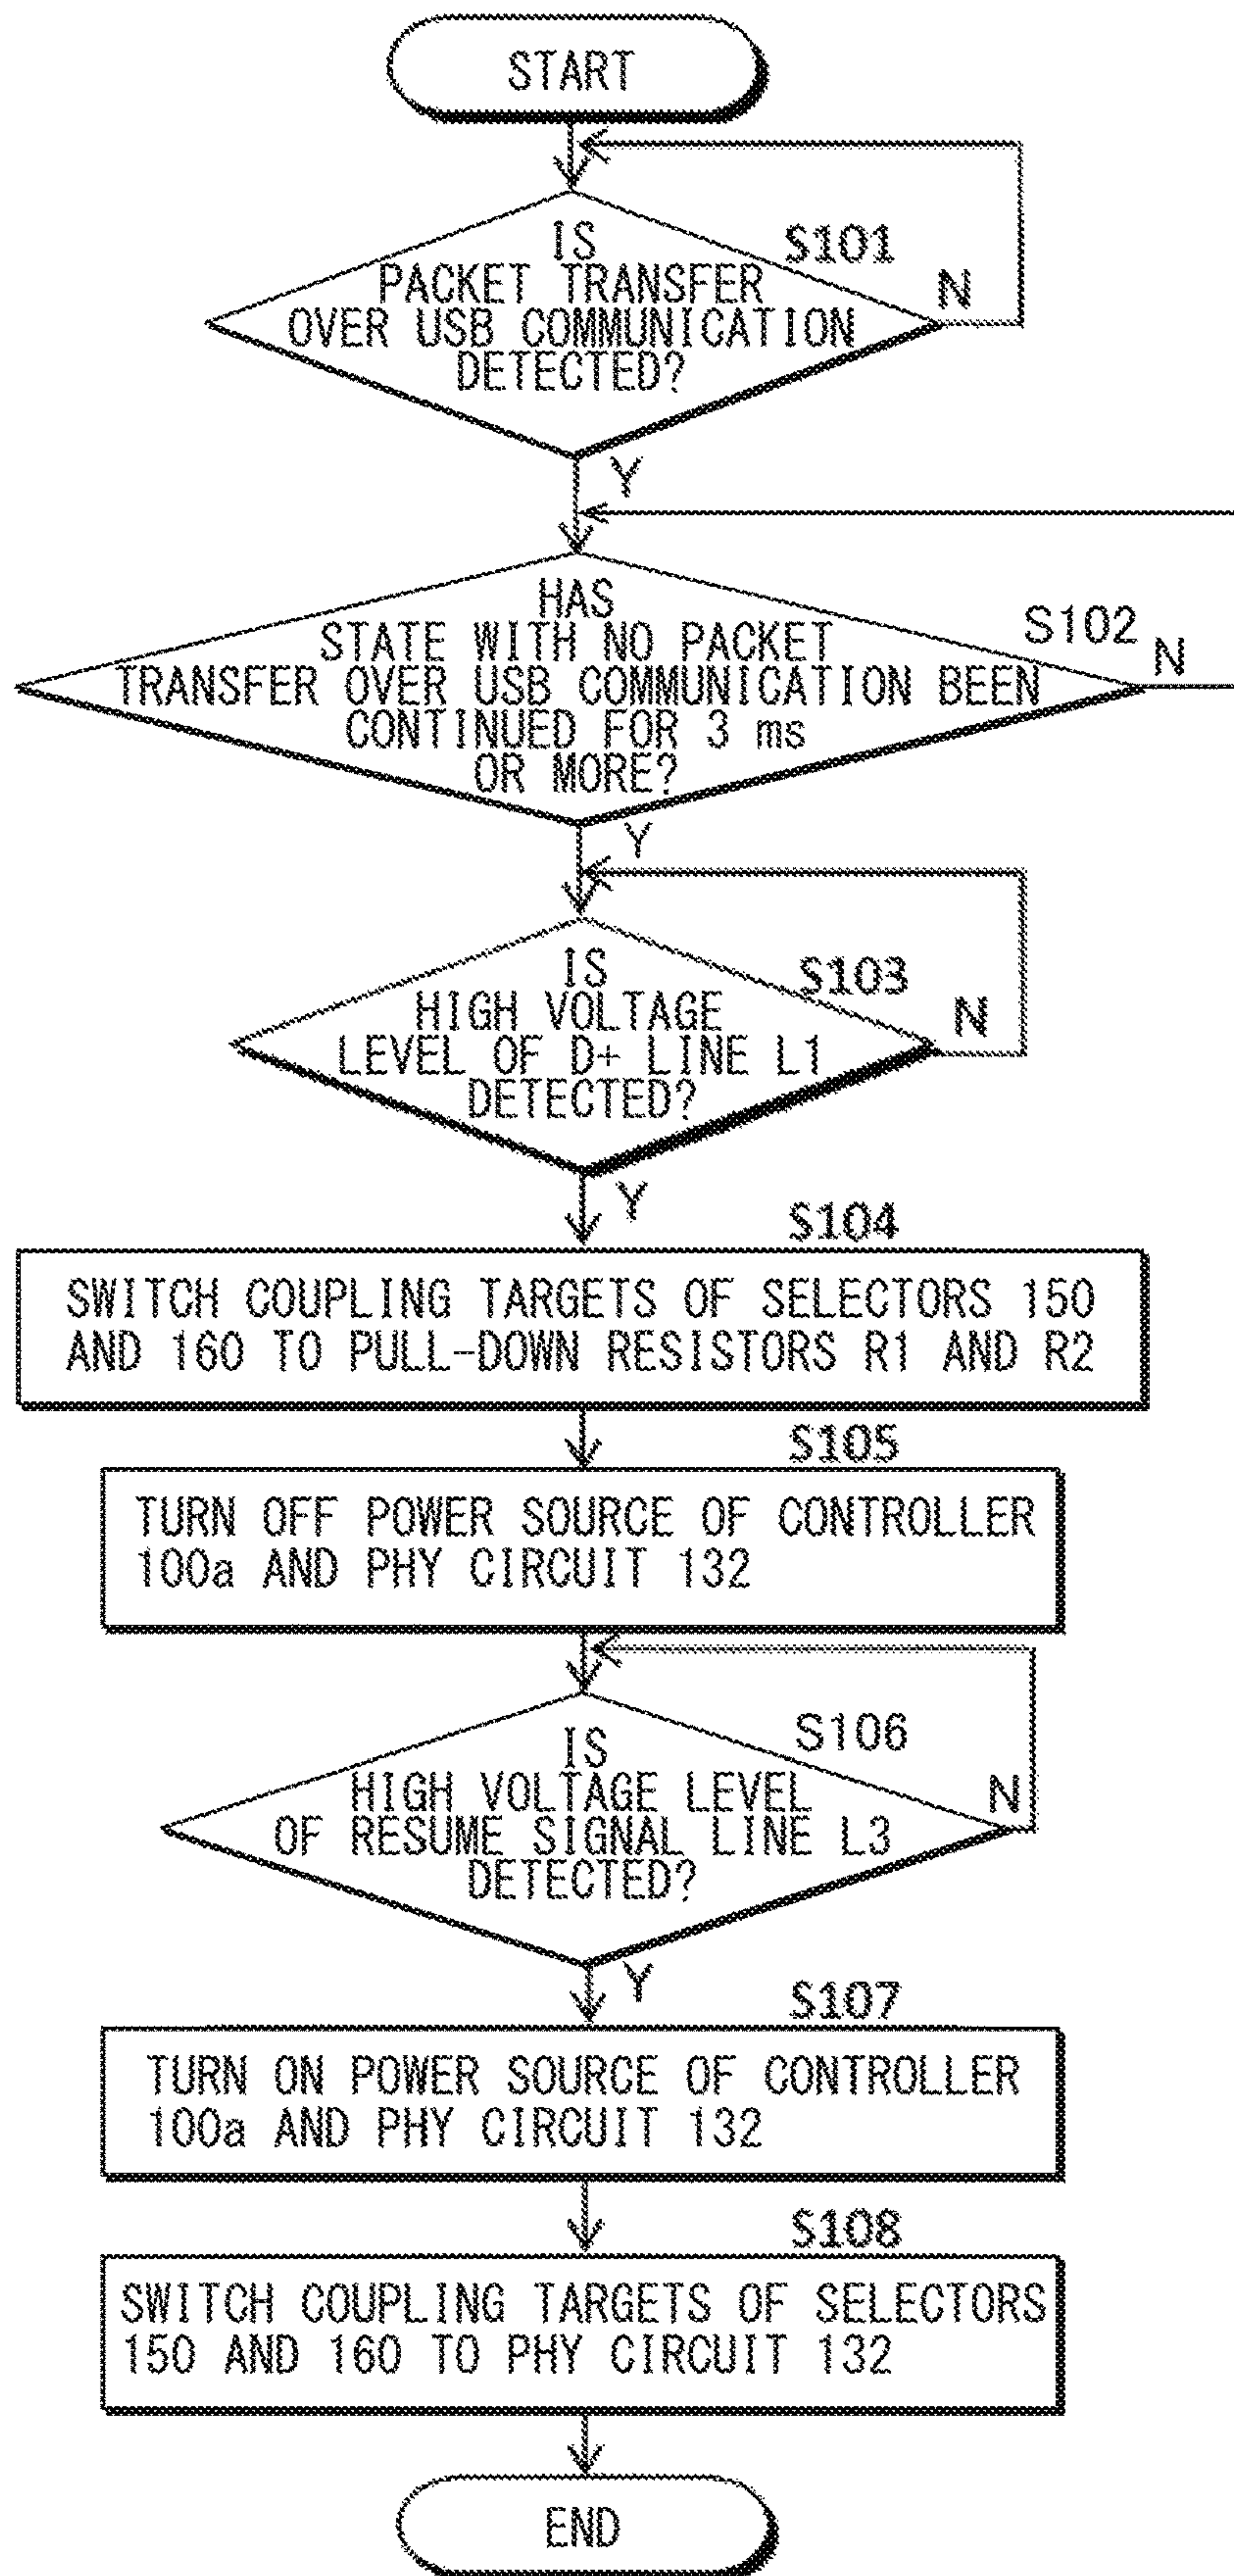 START
IS
PACKET TRANSFER
OVER USB COMMUNICATION
DETECTED?
S101
N
Y
HAS
STATE WITH NO PACKET
TRANSFER OVER USB COMMUNICATION BEEN
CONTINUED FOR 3 ms
OR MORE?
S102
N
Y
IS
HIGH VOLTAGE
LEVEL OF D+ LINE L1
DETECTED?
S103
N
Y
S104
SWITCH COUPLING TARGETS OF SELECTORS 150
AND 160 TO PULL-DOWN RESISTORS R1 AND R2
S105
TURN OFF POWER SOURCE OF CONTROLLER
100a AND PHY CIRCUIT 132
IS
HIGH VOLTAGE LEVEL
OF RESUME SIGNAL LINE L3
DETECTED?
S106
N
Y
S107
TURN ON POWER SOURCE OF CONTROLLER
100a AND PHY CIRCUIT 132
S108
SWITCH COUPLING TARGETS OF SELECTORS
150 AND 160 TO PHY CIRCUIT 132
END